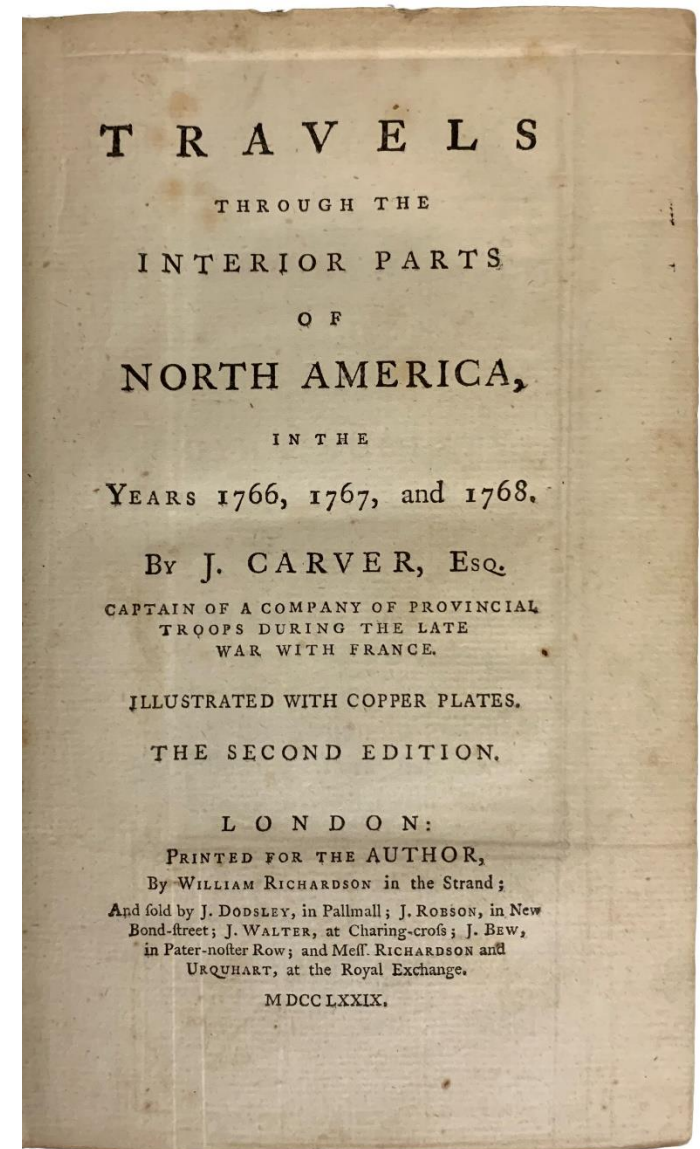 TRAVELS
THROUGH THE
INTERIOR PARTS
OF
NORTH AMERICA,
IN THE
YEARS 1766, 1767, and 1768.
BY J. CARVER, ESQ.
CAPTAIN OF A COMPANY OF PROVINCIAL
TROOPS DURING THE LATE
WAR WITH FRANCE.
ILLUSTRATED WITH COPPER PLATES.
THE SECOND EDITION.
LONDON:
PRINTED FOR THE AUTHOR,
By WILLIAM RICHARDSON in the Strand;
And ſold by J. DODSLEY, in Pallmall; J. ROBSON, in New
Bond-ſtreet; J. WALTER, at Charing-croſs; J. BEW,
in Pater-noſter Row; and Meſſ. RICHARDSON and
URQUHART, at the Royal Exchange.
M DCC LXXIX.